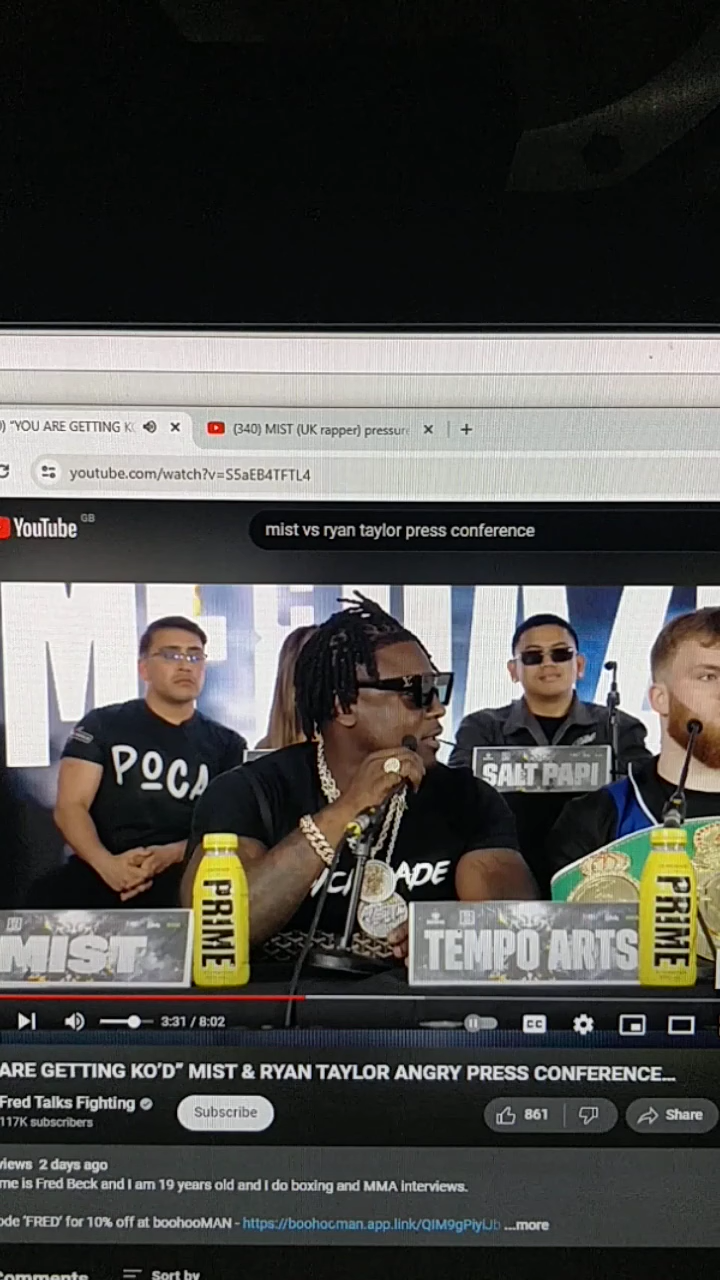 ) "YOU ARE GETTING K
(340) MIST (UK rapper) pressure
youtube.com/watch?v=S5aEB4TFTL4
YouTube GB
mist vs ryan taylor press conference
POCA
SALT PAPI
ADE
PRIME
PRIME
MIST
TEMPO ARTS
3:31 / 8:02
CC
ARE GETTING KO'D" MIST & RYAN TAYLOR ANGRY PRESS CONFERENCE...
Fred Talks Fighting
117K subscribers
Subscribe
861
Share
views 2 days ago
me is Fred Beck and I am 19 years old and I do boxing and MMA interviews.
ode 'FRED' for 10% off at boohooMAN - https://boohooman.app.link/ ...more
Comments
Sort by